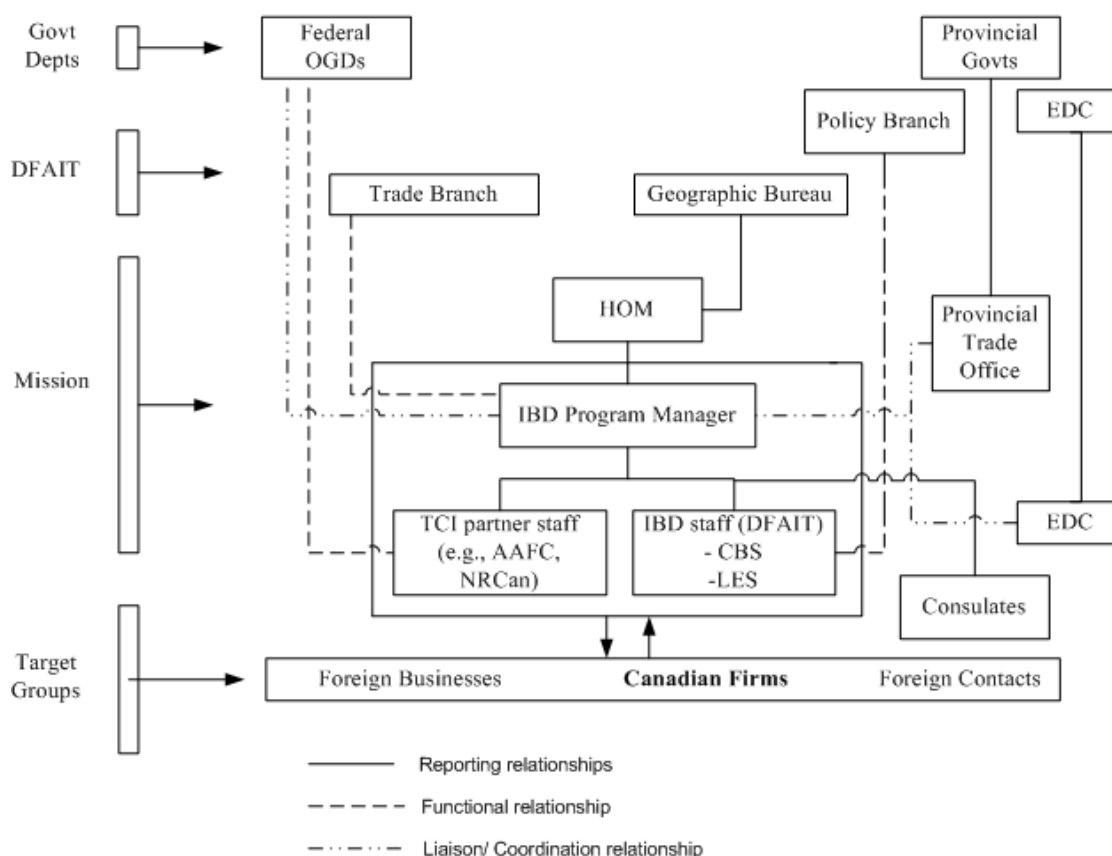 Govt
Depts
Federal
OGDs
Provincial
Govts
EDC
Policy Branch
DFAIT
Trade Branch
Geographic Bureau
HOM
Provincial
Trade
Office
Mission
IBD Program Manager
TCI partner staff
(e.g., AAFC,
NRCan)
IBD staff (DFAIT)
- CBS
-LES
EDC
Consulates
Target
Groups
Foreign Businesses
Canadian Firms
Foreign Contacts
Reporting relationships
Functional relationship
Liaison/ Coordination relationship